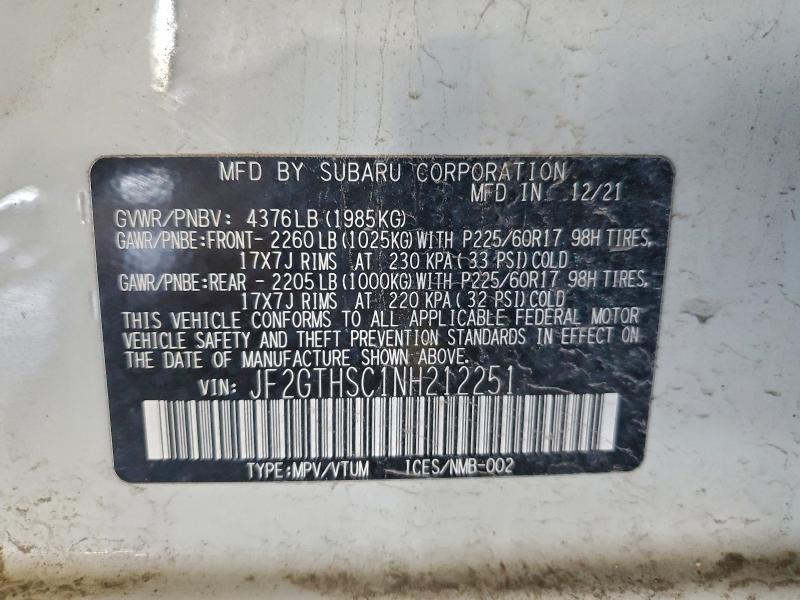 MFD BY SUBARU CORPORATION
MFD IN 12/21
GVWR/PNBV: 4376LB(1985KG)
GAWR/PNBE:FRONT- 2260LB(1025KG)WITH P225/60R17 98H TIRES,
17X7J RIMS AT 230 KPA(33 PSI)COLD
GAWR/PNBE:REAR - 2205LB(1000KG)WITH P225/60R17 98H TIRES,
17X7J RIMS AT 220 KPA(32 PSI)COLD
THIS VEHICLE CONFORMS TO ALL APPLICABLE FEDERAL MOTOR
VEHICLE SAFETY AND THEFT PREVENTION STANDARDS IN EFFECT ON
THE DATE OF MANUFACTURE SHOWN ABOVE.
VIN: JF2GTHSC1NH212251
TYPE:MPV/VTUM ICES/NMB-002